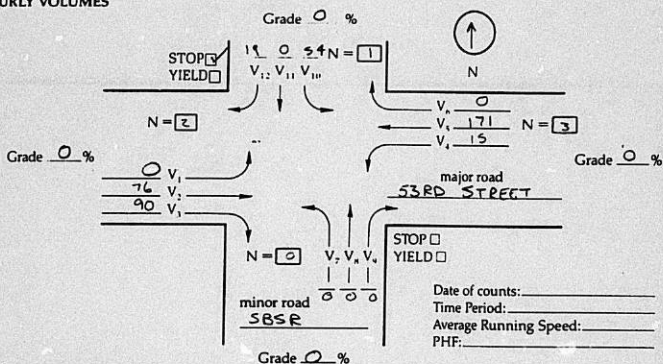 URLY VOLUMES
Grade 0 %
STOP
YIELD
19 0 54
V₁₂ V₁₁ V₁₀
N = 1
N
N = 2
V₆ 0
V₅ 171
V₄ 15
N = 3
Grade 0 %
Grade 0 %
0 V₁
76 V₂
90 V₃
major road
53RD STREET
N = 0
V₇ V₈ V₉
0 0 0
STOP
YIELD
minor road
SBSR
Date of counts:
Time Period:
Average Running Speed:
PHF:
Grade 0 %